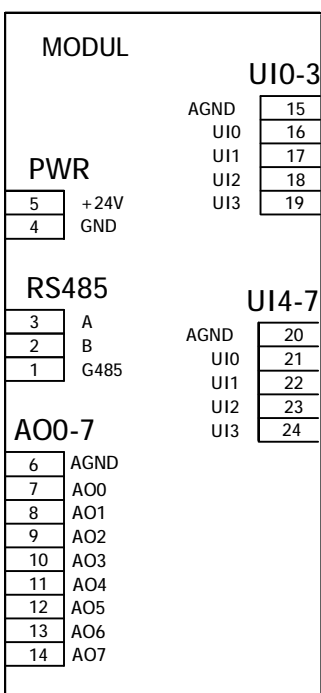 MODUL
PWR
5 +24V
4 GND
RS485
3 A
2 B
1 G485
AO0-7
6 AGND
7 AO0
8 AO1
9 AO2
10 AO3
11 AO4
12 AO5
13 AO6
14 AO7
UI0-3
AGND 15
UI0 16
UI1 17
UI2 18
UI3 19
UI4-7
AGND 20
UI0 21
UI1 22
UI2 23
UI3 24